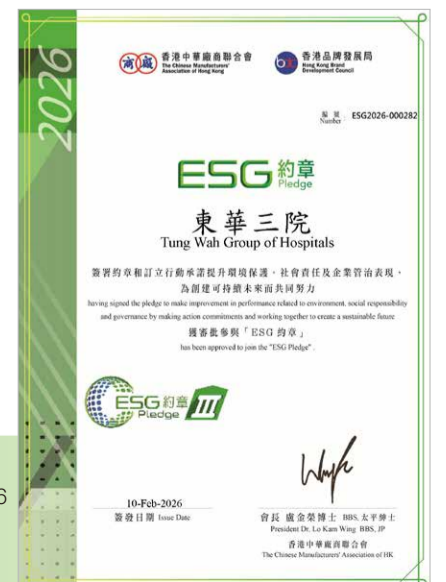 2026
香港中華廠商聯合會
The Chinese Manufacturers'
Association of Hong Kong
香港品牌發展局
Hong Kong Brand
Development Council
編號
Number : ESG2026-000282
ESG 約章
Pledge
東華三院
Tung Wah Group of Hospitals
簽署約章和訂立行動承諾提升環境保護、社會責任及企業管治表現,
為創建可持續未來而共同努力
having signed the pledge to make improvement in performance related to environment, social responsibility
and governance by making action commitments and working together to create a sustainable future
獲審批參與「ESG 約章」
has been approved to join the "ESG Pledge" .
ESG 約章
Pledge
10-Feb-2026
簽發日期 Issue Date
會長 盧金榮博士 BBS, 太平紳士
President Dr. Lo Kam Wing BBS, JP
香港中華廠商聯合會
The Chinese Manufacturers' Association of HK
6